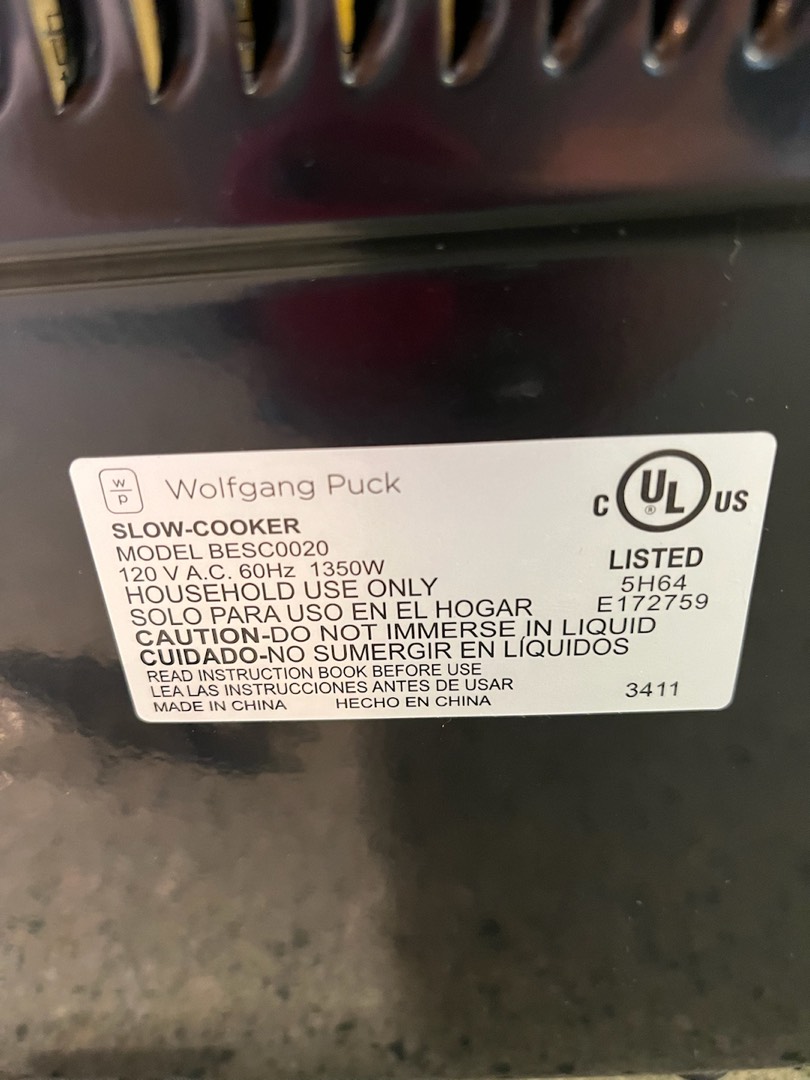 w
p
Wolfgang Puck
SLOW-COOKER
MODEL BESC0020
120 V A.C. 60Hz 1350W
HOUSEHOLD USE ONLY
SOLO PARA USO EN EL HOGAR
CAUTION-DO NOT IMMERSE IN LIQUID
CUIDADO-NO SUMERGIR EN LÍQUIDOS
READ INSTRUCTION BOOK BEFORE USE
LEA LAS INSTRUCCIONES ANTES DE USAR
MADE IN CHINA HECHO EN CHINA
C UL ® US
LISTED
5H64
E172759
3411